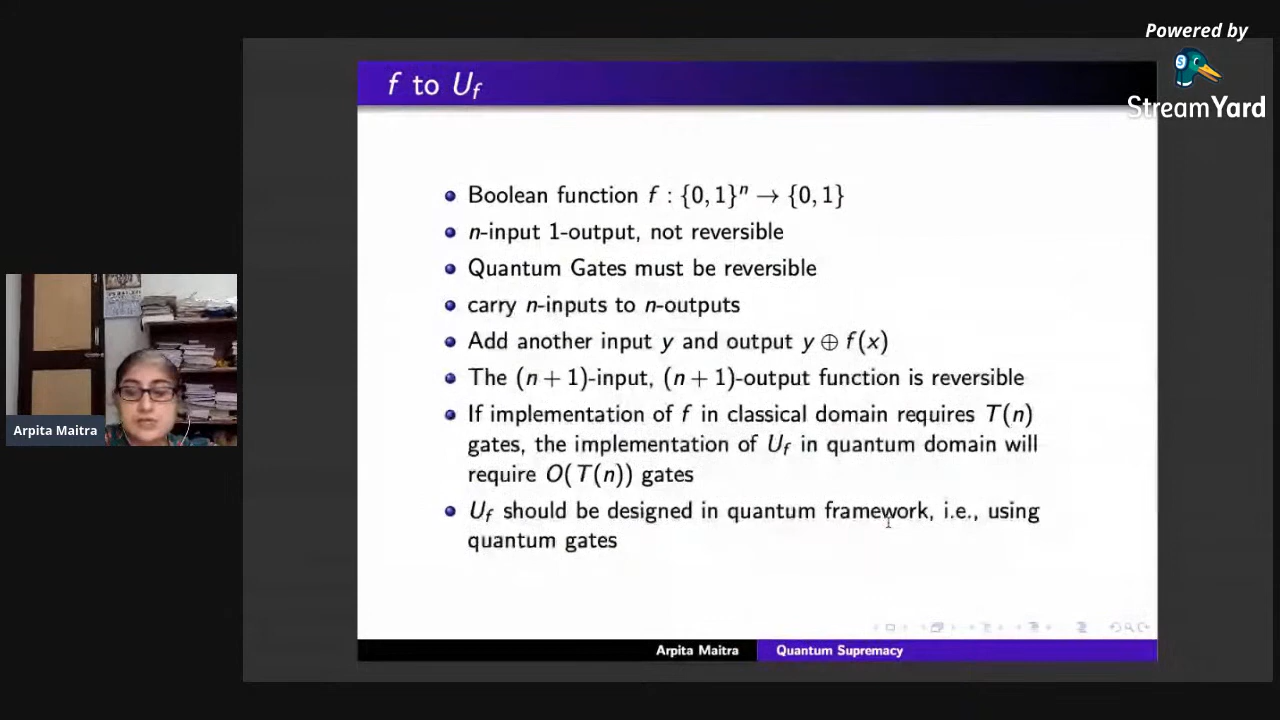 Powered by
StreamYard
f to U_f
Boolean function f : {0, 1}^n → {0, 1}
n-input 1-output, not reversible
Quantum Gates must be reversible
carry n-inputs to n-outputs
Add another input y and output y ⊕ f(x)
The (n + 1)-input, (n + 1)-output function is reversible
If implementation of f in classical domain requires T(n)
gates, the implementation of U_f in quantum domain will
require O(T(n)) gates
U_f should be designed in quantum framework, i.e., using
quantum gates
Arpita Maitra
Arpita Maitra
Quantum Supremacy